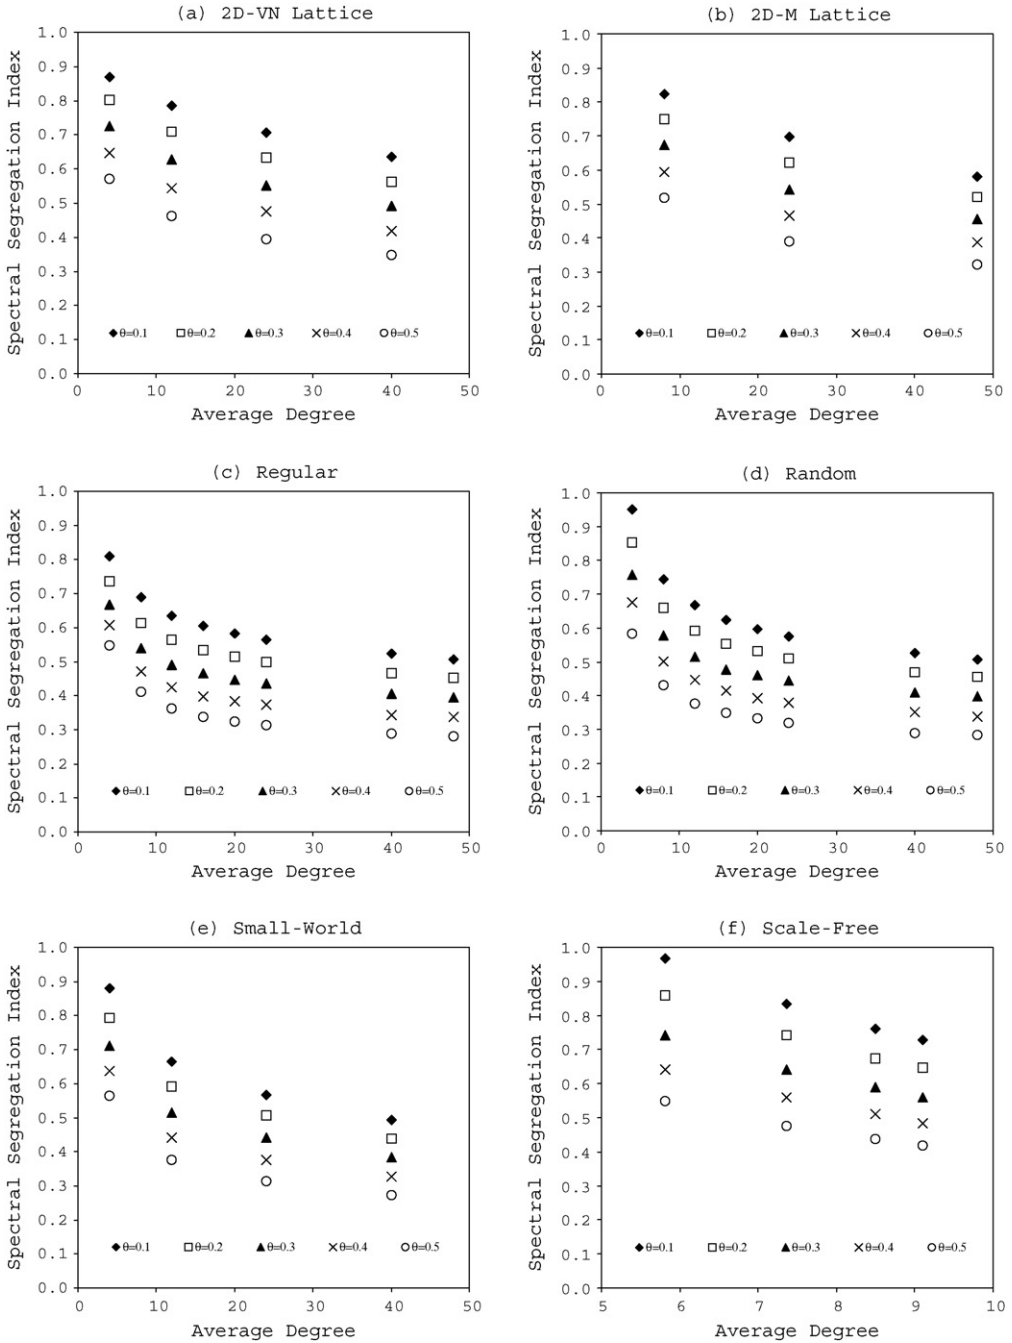 (a) 2D-VN Lattice
Spectral Segregation Index
1.0
0.9
0.8
0.7
0.6
0.5
0.4
0.3
0.2
0.1
0.0
θ=0.1 θ=0.2 θ=0.3 θ=0.4 θ=0.5
0 10 20 30 40 50
Average Degree
(b) 2D-M Lattice
Spectral Segregation Index
1.0
0.9
0.8
0.7
0.6
0.5
0.4
0.3
0.2
0.1
0.0
θ=0.1 θ=0.2 θ=0.3 θ=0.4 θ=0.5
0 10 20 30 40 50
Average Degree
(c) Regular
Spectral Segregation Index
1.0
0.9
0.8
0.7
0.6
0.5
0.4
0.3
0.2
0.1
0.0
θ=0.1 θ=0.2 θ=0.3 θ=0.4 θ=0.5
0 10 20 30 40 50
Average Degree
(d) Random
Spectral Segregation Index
1.0
0.9
0.8
0.7
0.6
0.5
0.4
0.3
0.2
0.1
0.0
θ=0.1 θ=0.2 θ=0.3 θ=0.4 θ=0.5
0 10 20 30 40 50
Average Degree
(e) Small-World
Spectral Segregation Index
1.0
0.9
0.8
0.7
0.6
0.5
0.4
0.3
0.2
0.1
0.0
θ=0.1 θ=0.2 θ=0.3 θ=0.4 θ=0.5
0 10 20 30 40 50
Average Degree
(f) Scale-Free
Spectral Segregation Index
1.0
0.9
0.8
0.7
0.6
0.5
0.4
0.3
0.2
0.1
0.0
θ=0.1 θ=0.2 θ=0.3 θ=0.4 θ=0.5
5 6 7 8 9 10
Average Degree